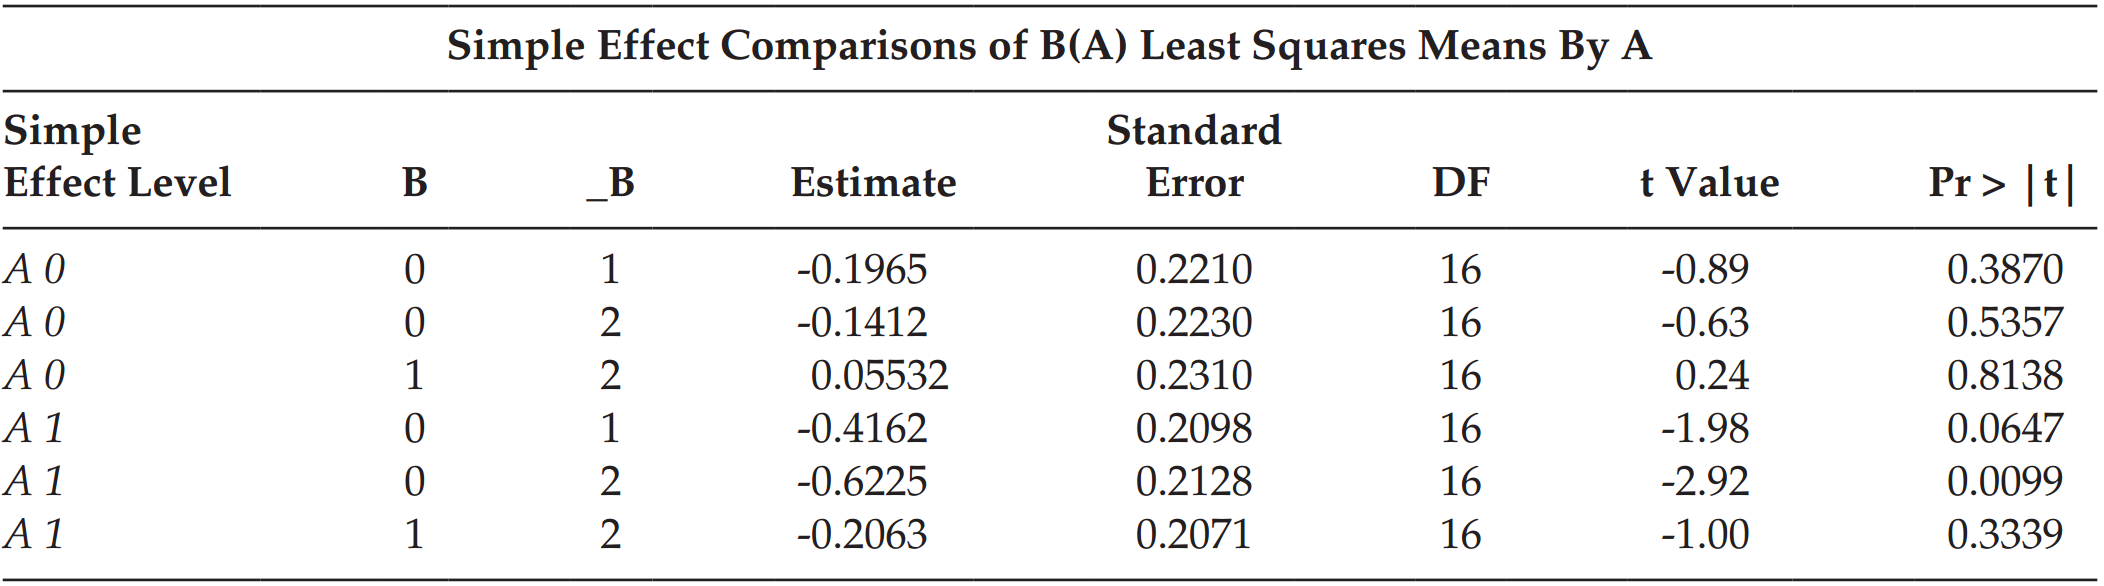 Simple Effect Comparisons of B(A) Least Squares Means By A
Simple Standard
Effect Level B _B Estimate Error DF t Value Pr > |t|
A 0 0 1 -0.1965 0.2210 16 -0.89 0.3870
A 0 0 2 -0.1412 0.2230 16 -0.63 0.5357
A 0 1 2 0.05532 0.2310 16 0.24 0.8138
A 1 0 1 -0.4162 0.2098 16 -1.98 0.0647
A 1 0 2 -0.6225 0.2128 16 -2.92 0.0099
A 1 1 2 -0.2063 0.2071 16 -1.00 0.3339